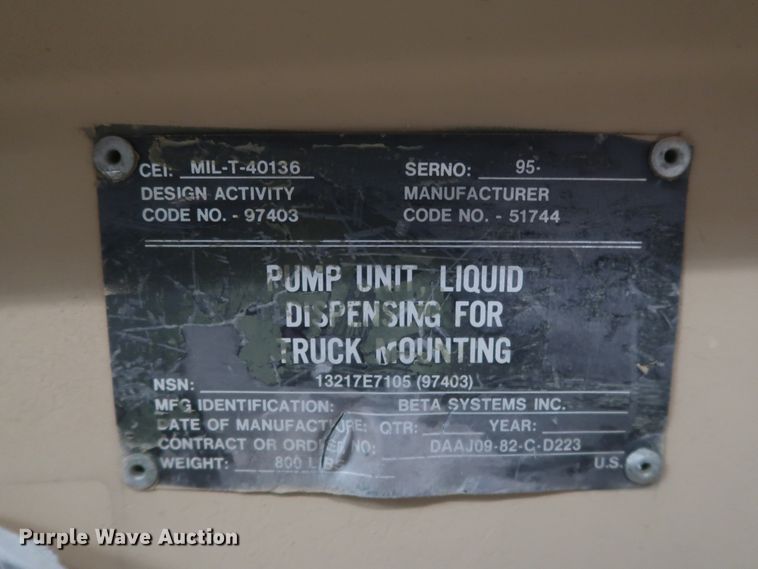 CEI: MIL-T-40136 SERNO: 95-
DESIGN ACTIVITY MANUFACTURER
CODE NO. - 97403 CODE NO. - 51744
PUMP UNIT, LIQUID
DISPENSING FOR
TRUCK MOUNTING
NSN: 13217E7105 (97403)
MFG IDENTIFICATION: BETA SYSTEMS INC.
DATE OF MANUFACTURE: QTR: YEAR:
CONTRACT OR ORDER NO: DAAJ09-82-C-D223
WEIGHT: 800 LBS U.S.
Purple Wave Auction